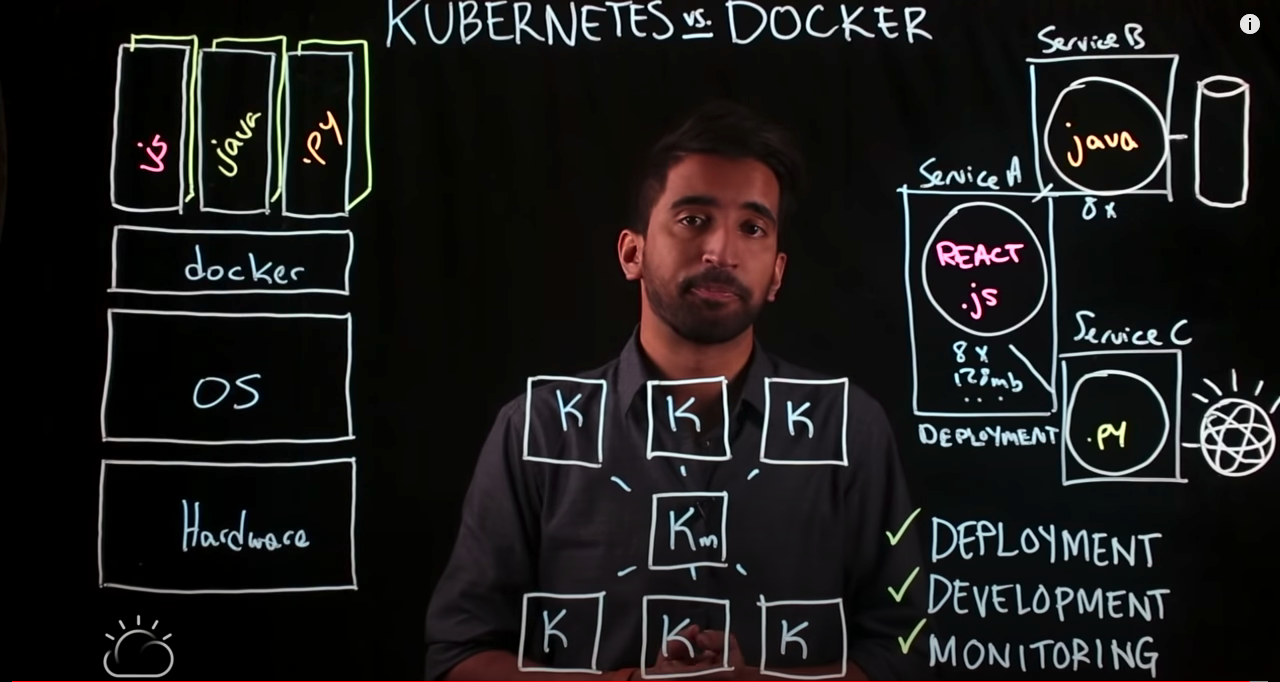 KUBERNETES vs. DOCKER
js
java
.py
docker
OS
Hardware
K K K
Km
K K K
Service B
java
8x
Service A
REACT
.js
8x
128mb
...
DEPLOYMENT
Service C
.py
✓ DEPLOYMENT
✓ DEVELOPMENT
✓ MONITORING
i